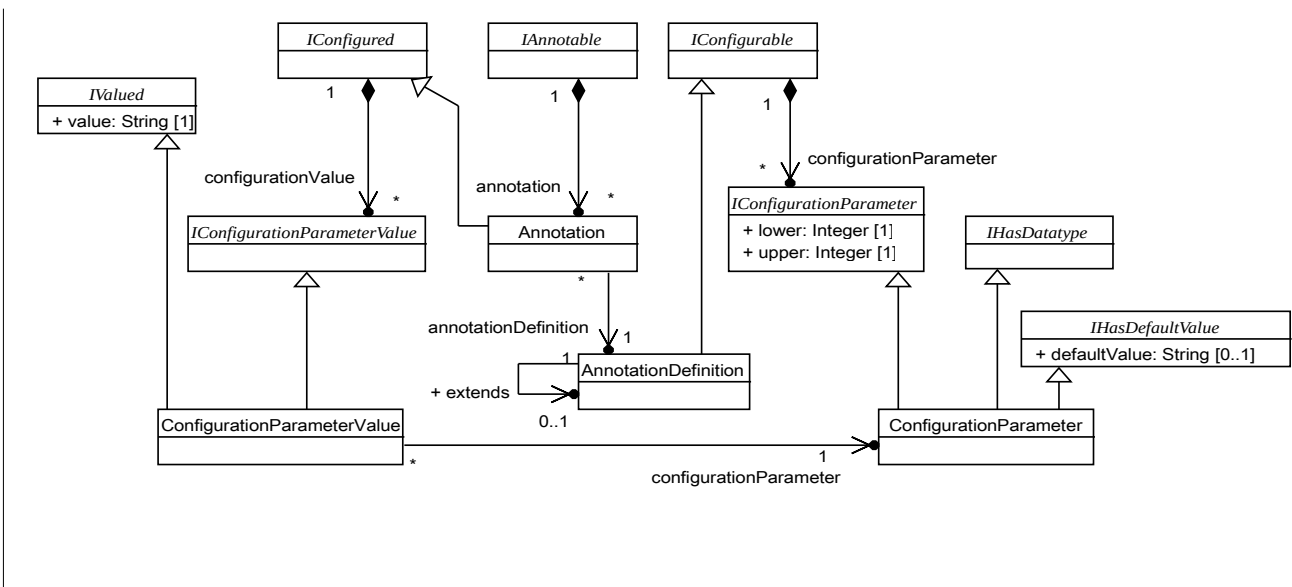 IConfigured
IAnnotable
IConfigurable
IValued
+ value: String [1]
1
1
1
configurationValue
*
annotation
*
configurationParameter
*
IConfigurationParameterValue
Annotation
IConfigurationParameter
+ lower: Integer [1]
+ upper: Integer [1]
IHasDatatype
*
annotationDefinition
1
IHasDefaultValue
+ defaultValue: String [0..1]
1
AnnotationDefinition
+ extends
0..1
ConfigurationParameterValue
ConfigurationParameter
*
1
configurationParameter